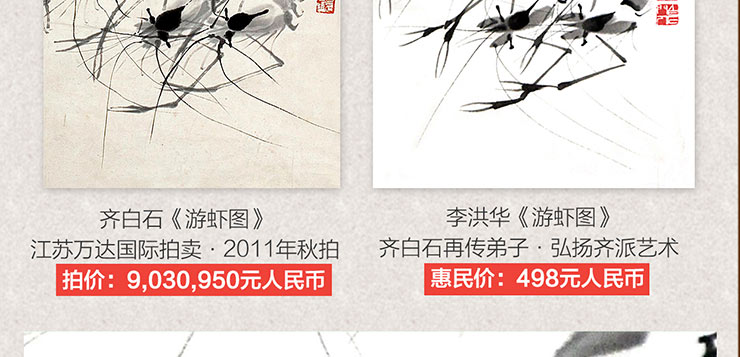 齐白石《游虾图》
江苏万达国际拍卖·2011年秋拍
拍价：9,030,950元人民币
李洪华《游虾图》
齐白石再传弟子·弘扬齐派艺术
惠民价：498元人民币